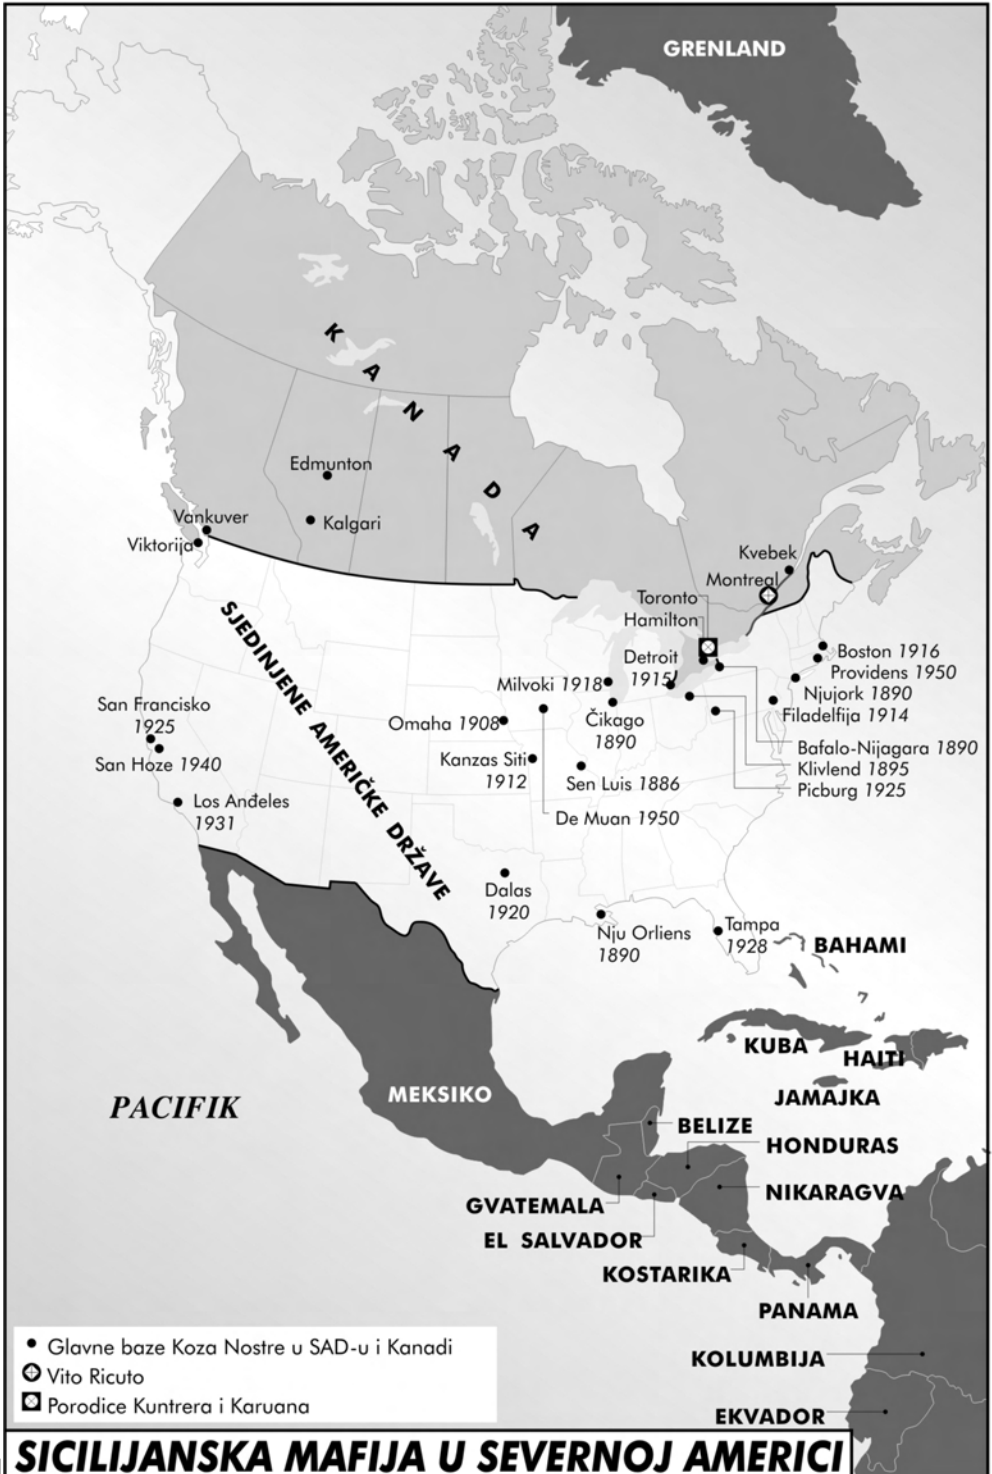 GRENLAND
KANADA
Edmunton
Kalgari
Vankuver
Viktorija
Kvebek
Montreal
Toronto
Hamilton
Detroit
1915
SJEDINJENE AMERIČKE DRŽAVE
Boston 1916
Providens 1950
Njujork 1890
Filadelfija 1914
Bafalo-Nijagara 1890
Klivlend 1895
Picburg 1925
Milvoki 1918
Čikago
1890
Omaha 1908
Kanzas Siti
1912
Sen Luis 1886
De Muan 1950
San Francisko
1925
San Hoze 1940
Los Anđeles
1931
Dalas
1920
Nju Orliens
1890
Tampa
1928
BAHAMI
KUBA
HAITI
JAMAJKA
PACIFIK
MEKSIKO
BELIZE
HONDURAS
NIKARAGVA
GVATEMALA
EL SALVADOR
KOSTARIKA
PANAMA
KOLUMBIJA
EKVADOR
Glavne baze Koza Nostre u SAD-u i Kanadi
Vito Ricuto
Porodice Kuntrera i Karuana
SICILIJANSKA MAFIJA U SEVERNOJ AMERICI